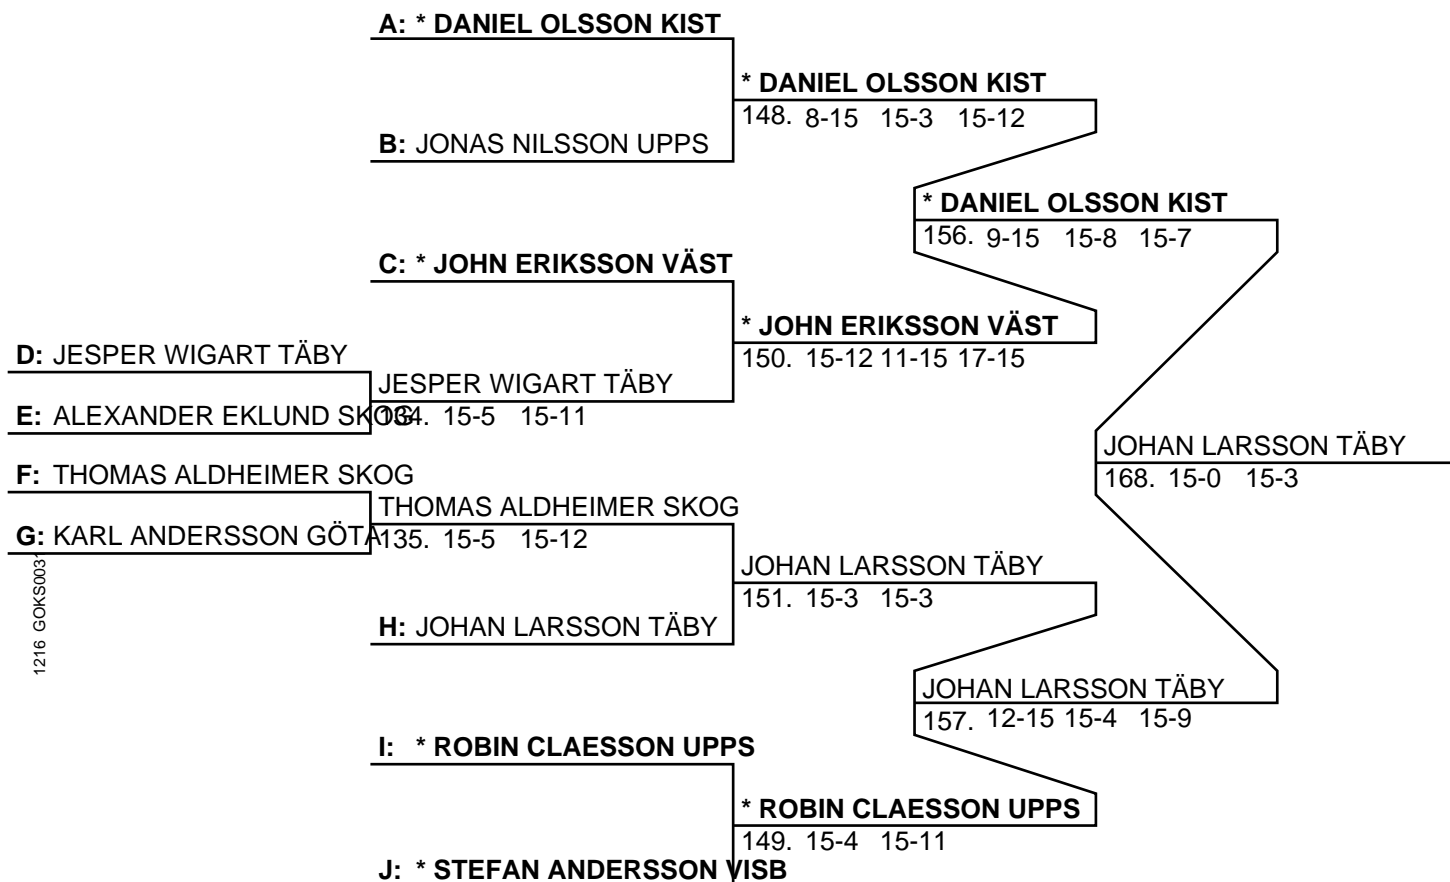 A: * DANIEL OLSSON KIST
* DANIEL OLSSON KIST
148. 8-15 15-3 15-12
B: JONAS NILSSON UPPS
* DANIEL OLSSON KIST
156. 9-15 15-8 15-7
C: * JOHN ERIKSSON VÄST
* JOHN ERIKSSON VÄST
150. 15-12 11-15 17-15
D: JESPER WIGART TÄBY
JESPER WIGART TÄBY
134. 15-5 15-11
E: ALEXANDER EKLUND SKOG
JOHAN LARSSON TÄBY
168. 15-0 15-3
F: THOMAS ALDHEIMER SKOG
THOMAS ALDHEIMER SKOG
135. 15-5 15-12
G: KARL ANDERSSON GÖTA
JOHAN LARSSON TÄBY
151. 15-3 15-3
H: JOHAN LARSSON TÄBY
1216 GOKS0031
JOHAN LARSSON TÄBY
157. 12-15 15-4 15-9
I: * ROBIN CLAESSON UPPS
* ROBIN CLAESSON UPPS
149. 15-4 15-11
J: * STEFAN ANDERSSON VISB